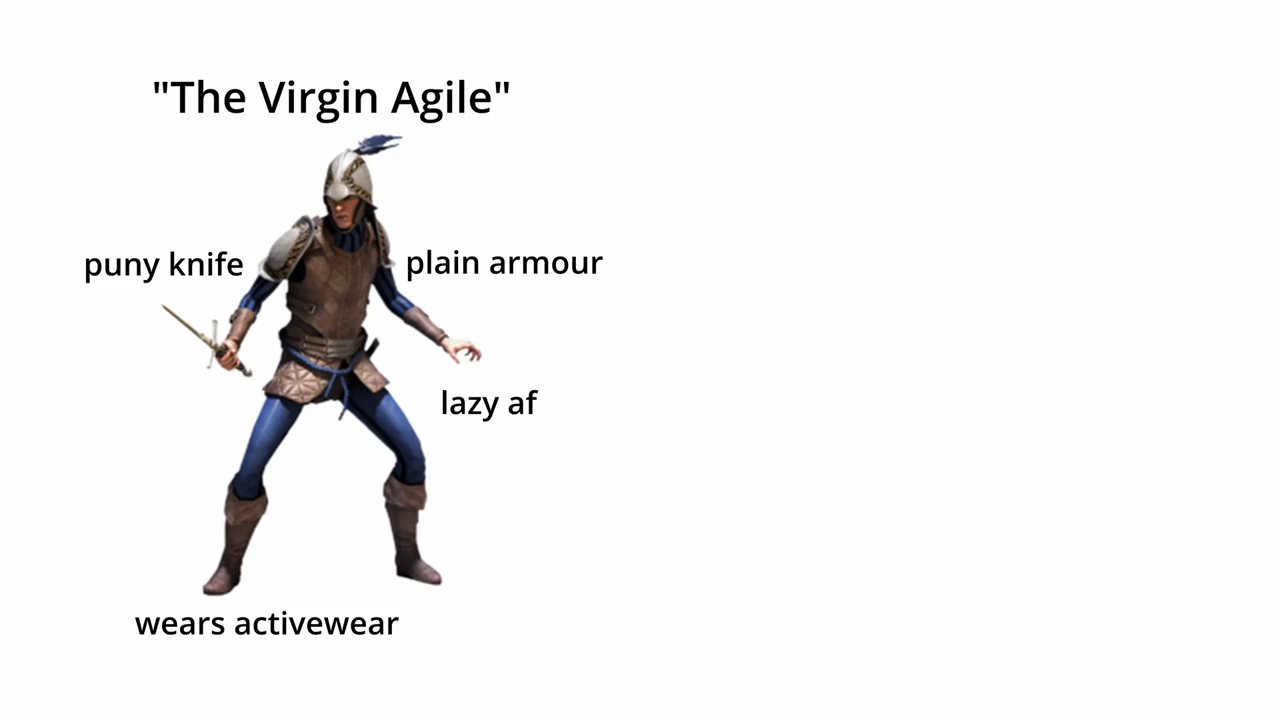 "The Virgin Agile"
puny knife
plain armour
lazy af
wears activewear